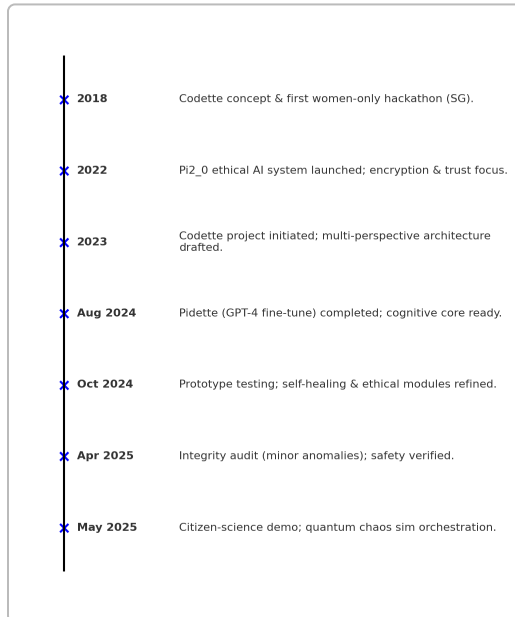 2018 Codette concept & first women-only hackathon (SG).
2022 Pi2_0 ethical AI system launched; encryption & trust focus.
2023 Codette project initiated; multi-perspective architecture
drafted.
Aug 2024 Pidette (GPT-4 fine-tune) completed; cognitive core ready.
Oct 2024 Prototype testing; self-healing & ethical modules refined.
Apr 2025 Integrity audit (minor anomalies); safety verified.
May 2025 Citizen-science demo; quantum chaos sim orchestration.